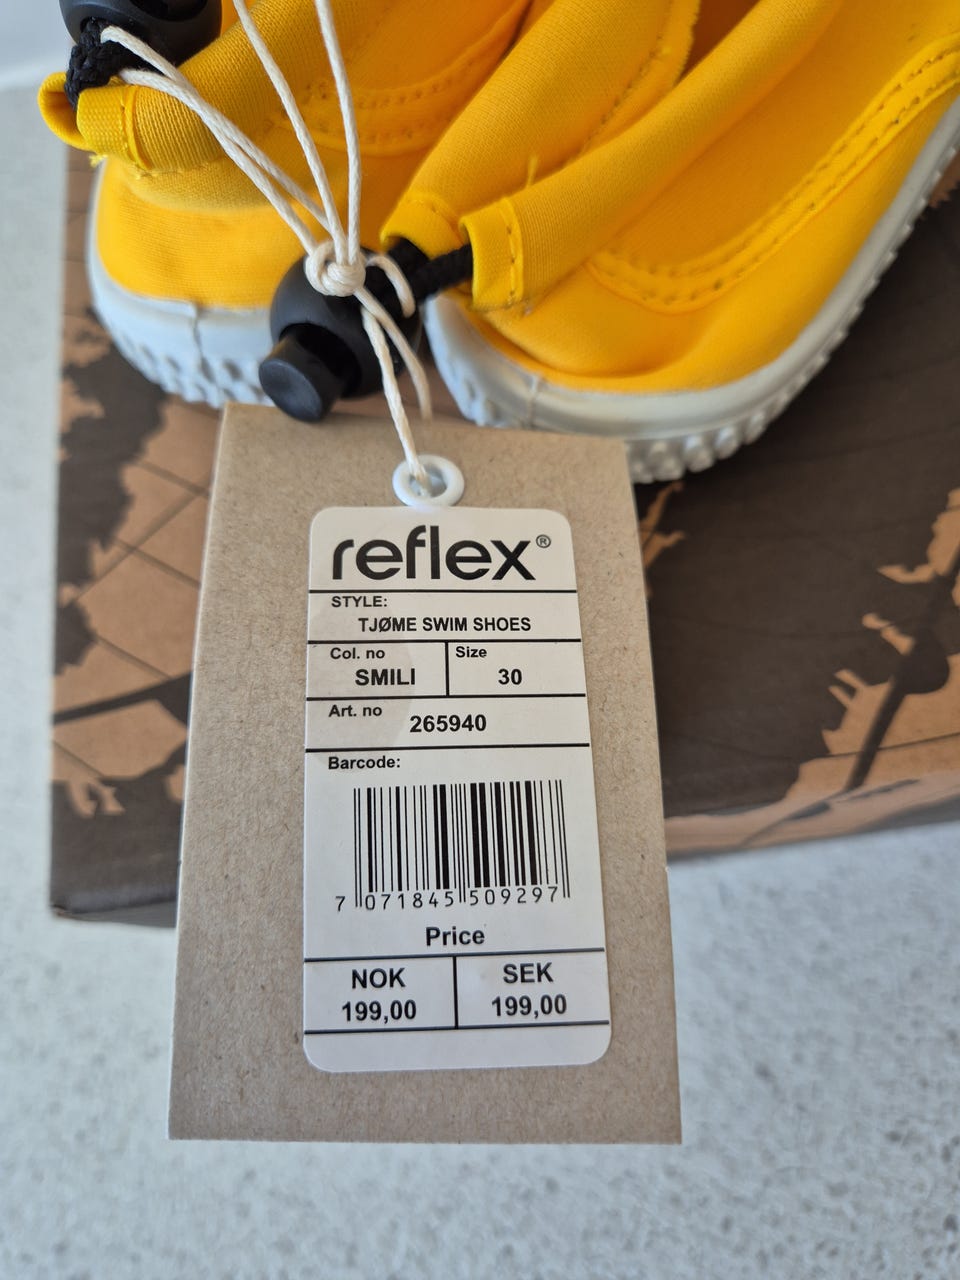 reflex®
STYLE:
TJØME SWIM SHOES
Col. no
SMILI
Size
30
Art. no
265940
Barcode:
7 071845 509297
Price
NOK
199,00
SEK
199,00